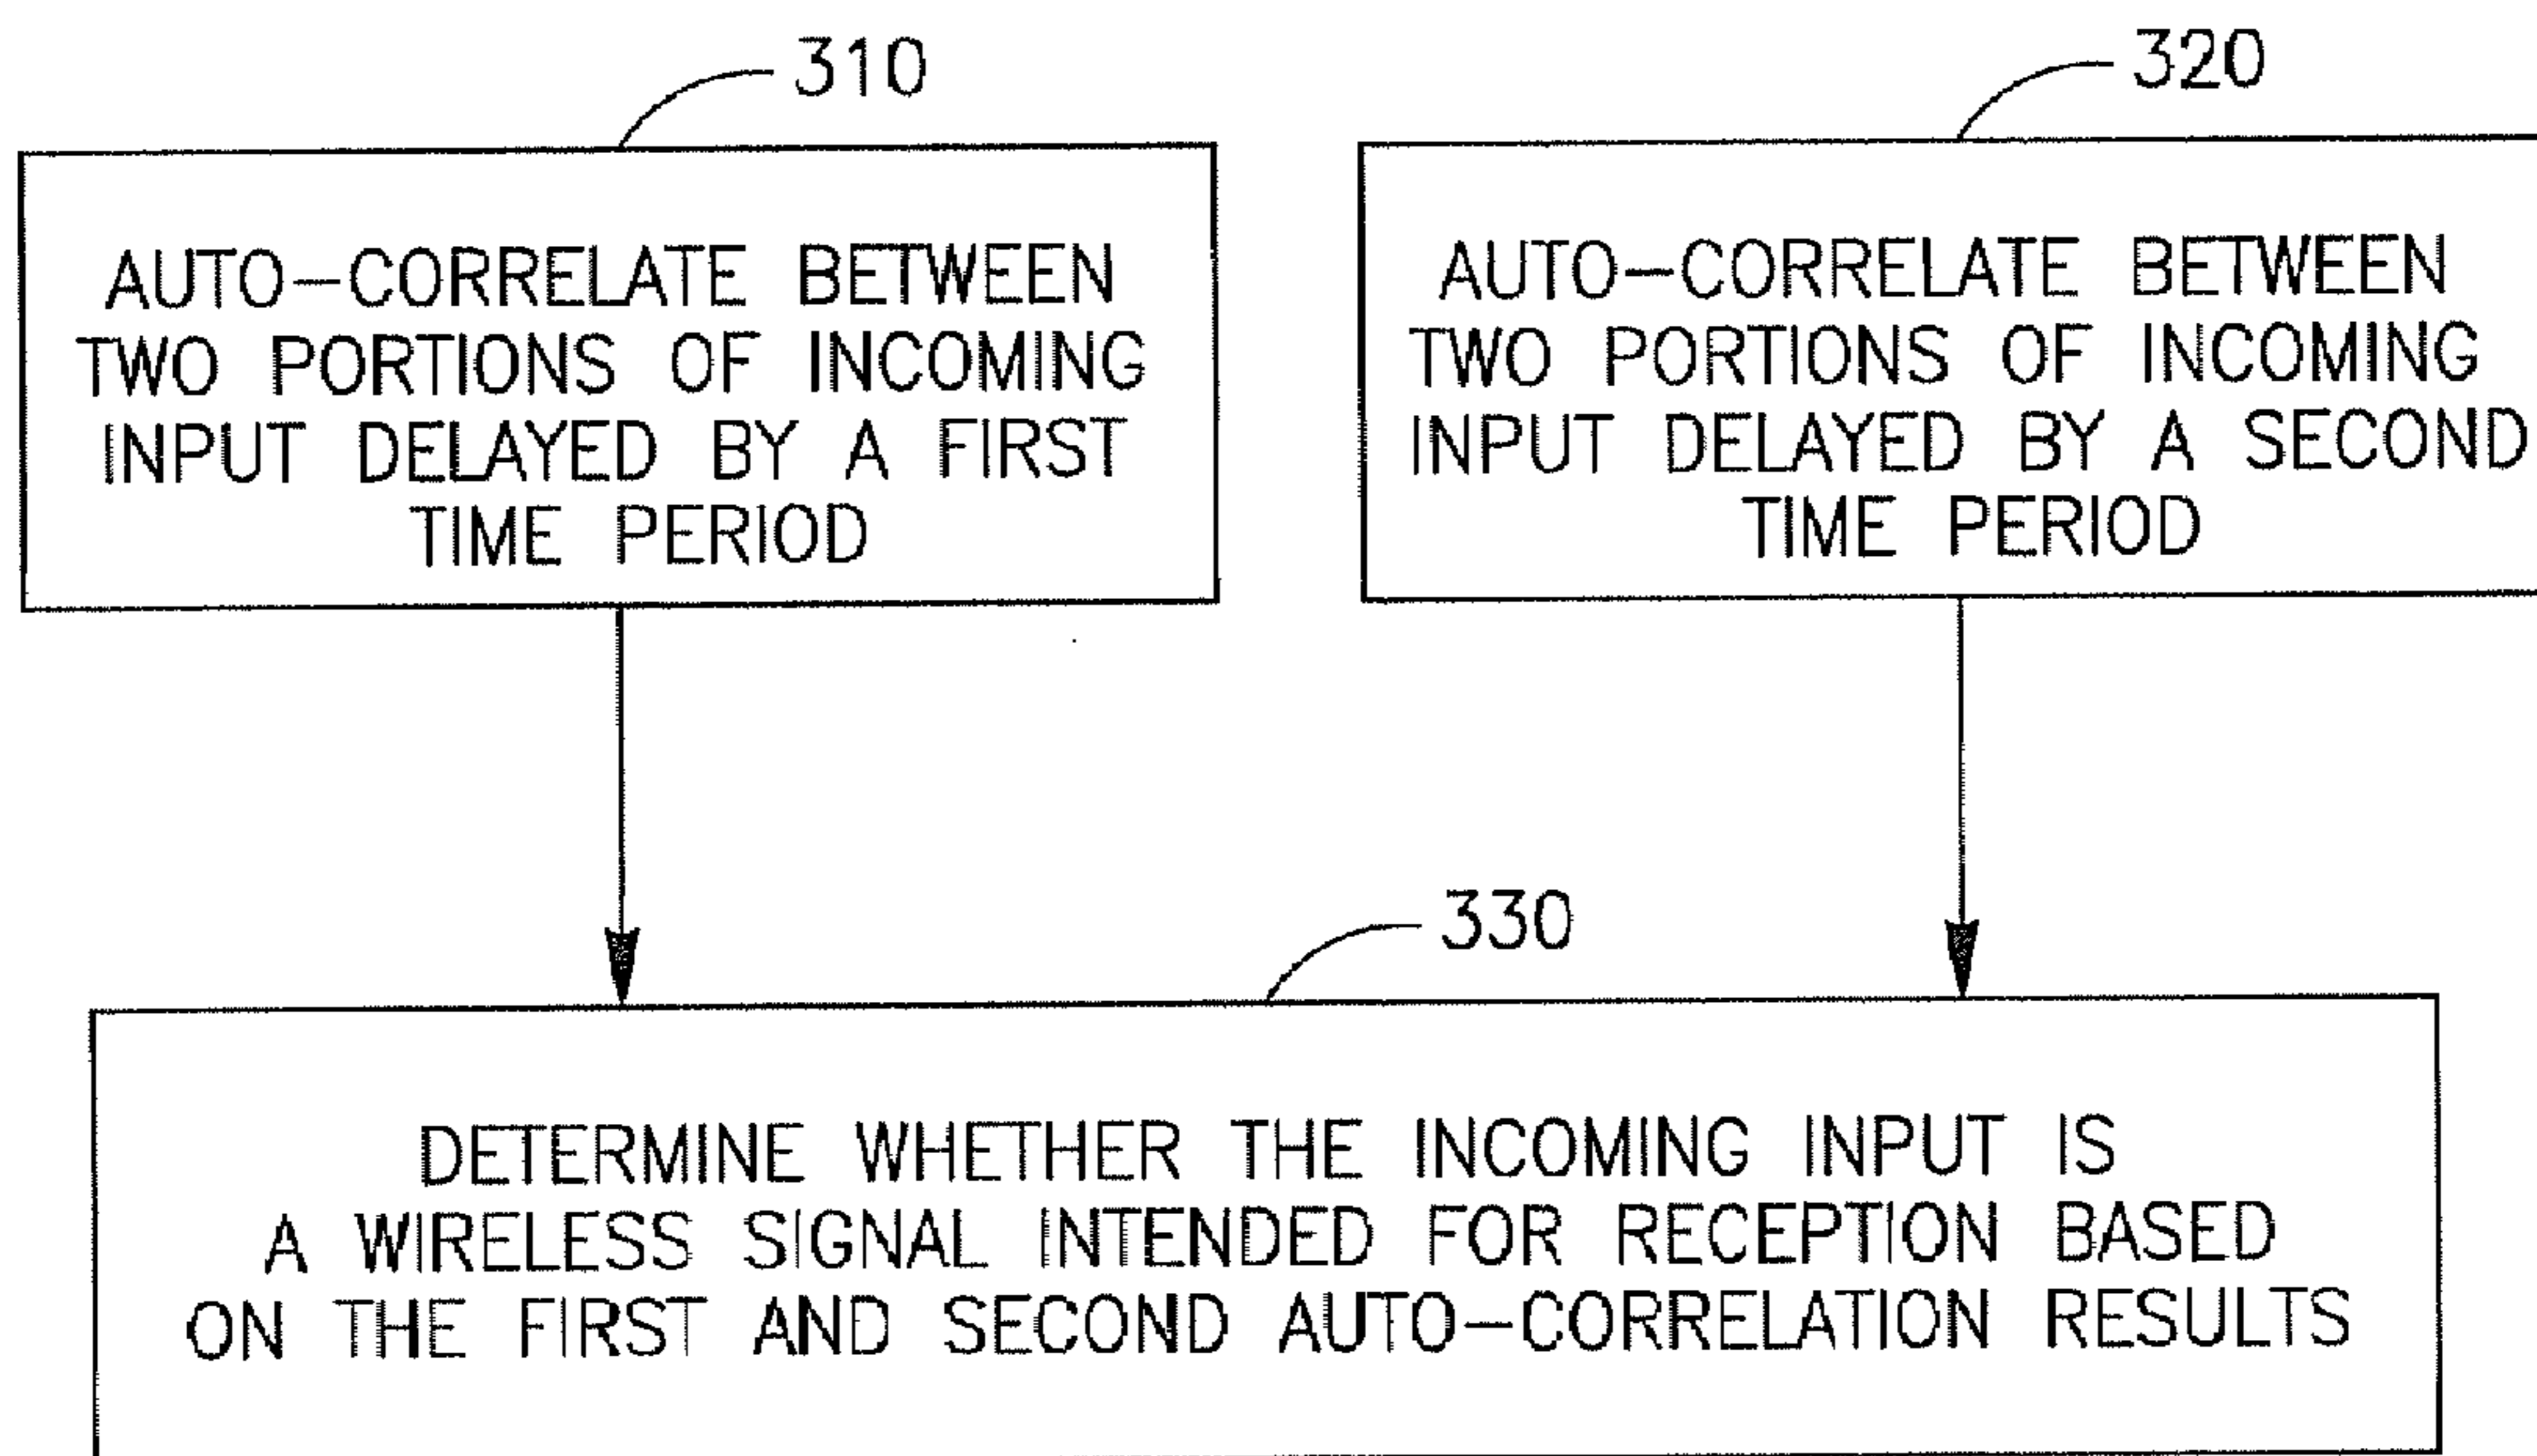 310
AUTO-CORRELATE BETWEEN
TWO PORTIONS OF INCOMING
INPUT DELAYED BY A FIRST
TIME PERIOD
320
AUTO-CORRELATE BETWEEN
TWO PORTIONS OF INCOMING
INPUT DELAYED BY A SECOND
TIME PERIOD
330
DETERMINE WHETHER THE INCOMING INPUT IS
A WIRELESS SIGNAL INTENDED FOR RECEPTION BASED
ON THE FIRST AND SECOND AUTO-CORRELATION RESULTS